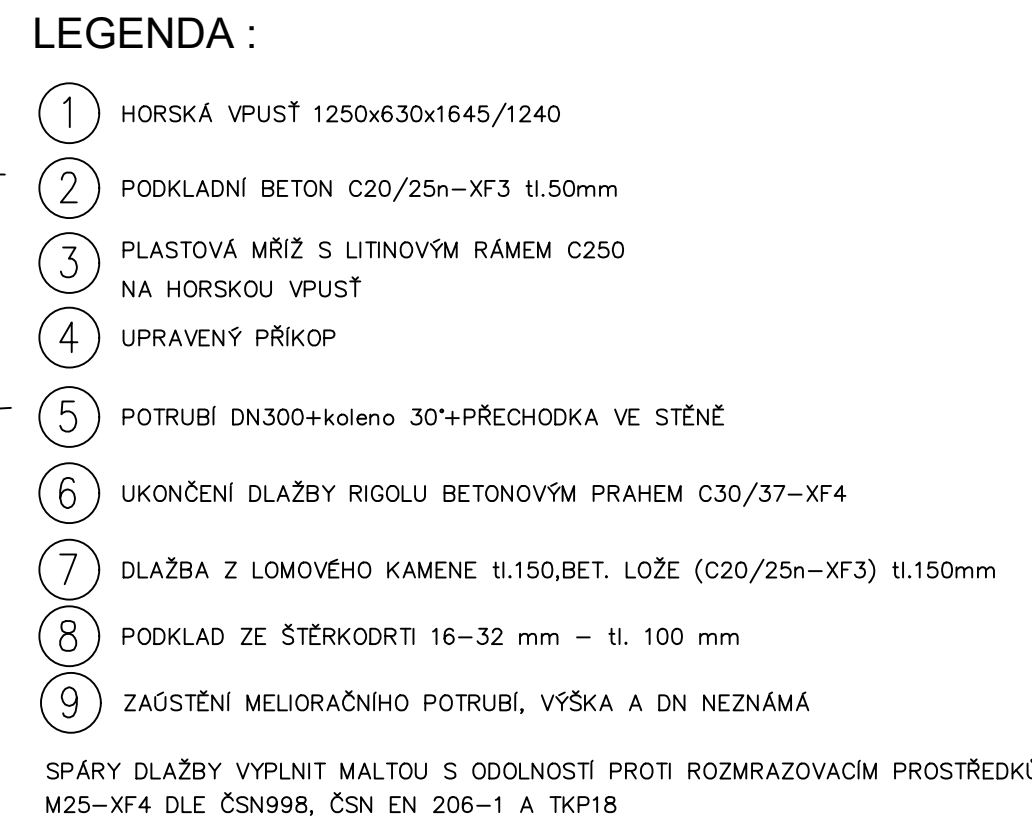 LEGENDA :
1 HORSKÁ VPUSŤ 1250x630x1645/1240
2 PODKLADNÍ BETON C20/25n-XF3 tl.50mm
3 PLASTOVÁ MŘÍŽ S LITINOVÝM RÁMEM C250
NA HORSKOU VPUSŤ
4 UPRAVENÝ PŘÍKOP
5 POTRUBÍ DN300+koleno 30°+PŘECHODKA VE STĚNĚ
6 UKONČENÍ DLAŽBY RIGOLU BETONOVÝM PRAHEM C30/37-XF4
7 DLAŽBA Z LOMOVÉHO KAMENE tl.150,BET. LOŽE (C20/25n-XF3) tl.150mm
8 PODKLAD ZE ŠTĚRKODRTI 16-32 mm - tl. 100 mm
9 ZAÚSTĚNÍ MELIORAČNÍHO POTRUBÍ, VÝŠKA A DN NEZNÁMÁ
SPÁRY DLAŽBY VYPLNIT MALTOU S ODOLNOSTÍ PROTI ROZMRAZOVACÍM PROSTŘEDKŮ
M25-XF4 DLE ČSN998, ČSN EN 206-1 A TKP18